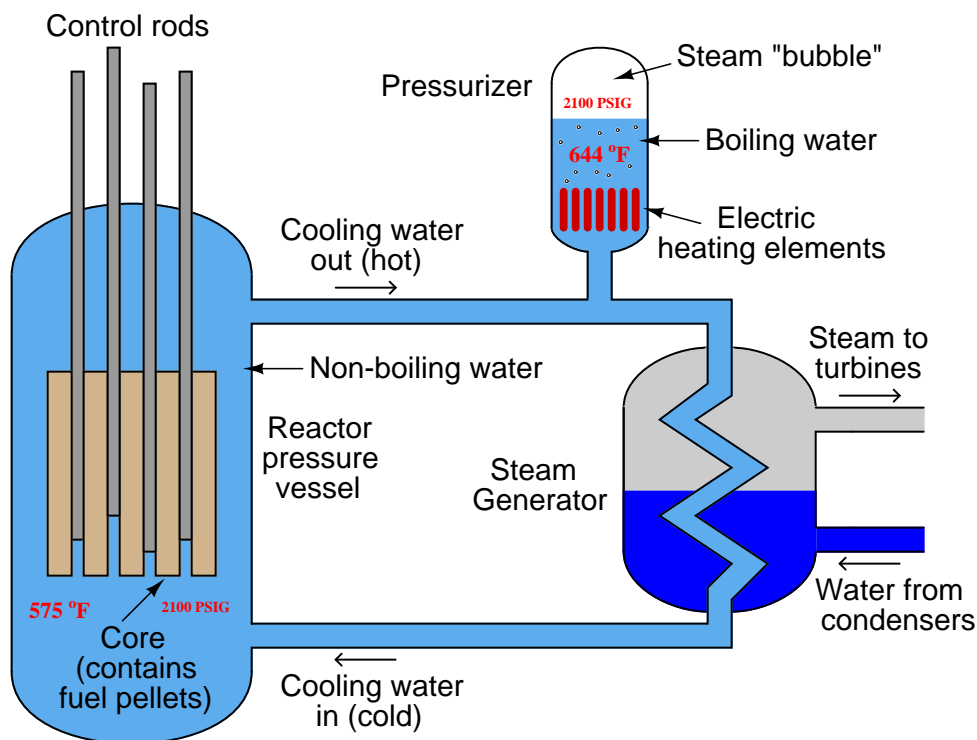 Control rods
Steam "bubble"
Pressurizer
2100 PSIG
Boiling water
644 °F
Electric
heating elements
Cooling water
out (hot)
Steam to
turbines
Non-boiling water
Reactor
pressure
vessel
Steam
Generator
575 °F
2100 PSIG
Water from
condensers
Core
(contains
fuel pellets)
Cooling water
in (cold)